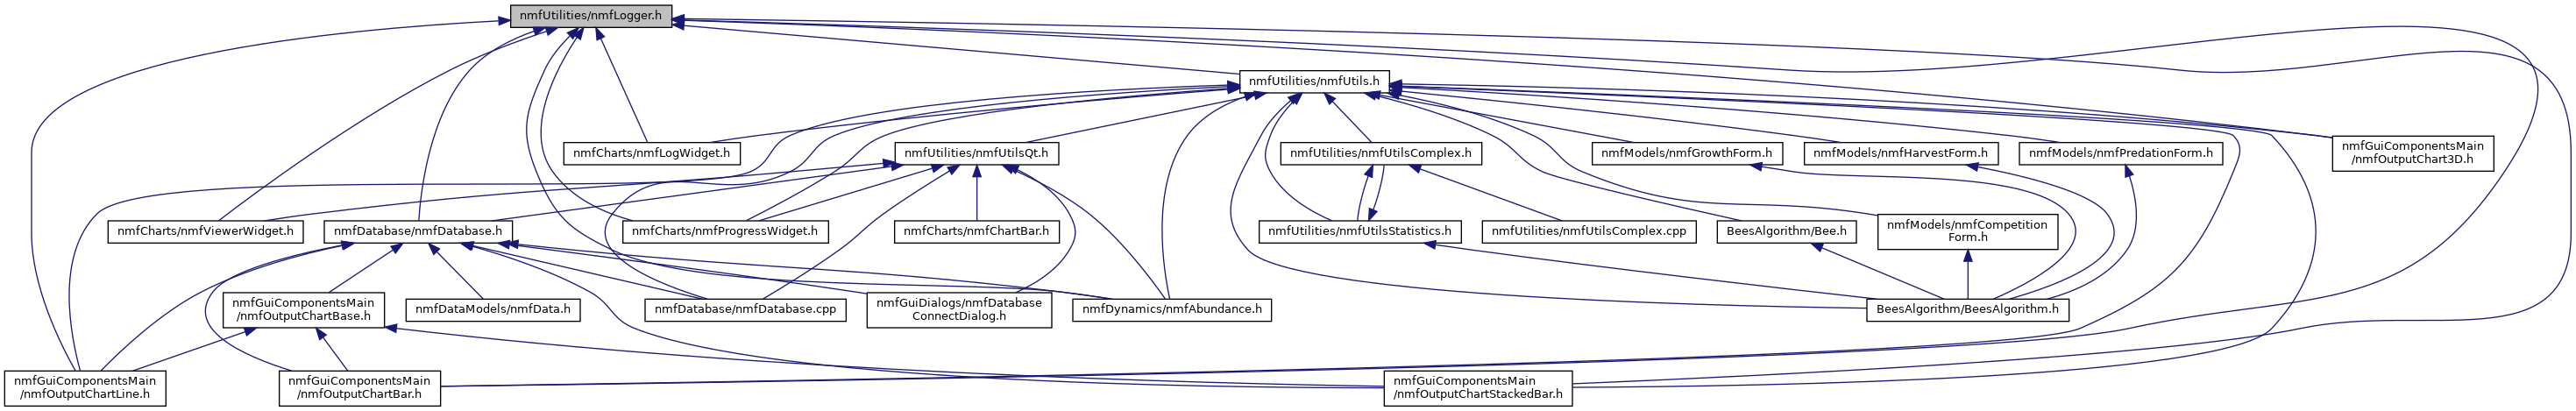 nmfUtilities/nmfLogger.h
nmfUtilities/nmfUtils.h
nmfCharts/nmfLogWidget.h
nmfUtilities/nmfUtilsQt.h
nmfUtilities/nmfUtilsComplex.h
nmfModels/nmfGrowthForm.h
nmfModels/nmfHarvestForm.h
nmfModels/nmfPredationForm.h
nmfGuiComponentsMain
/nmfOutputChart3D.h
nmfCharts/nmfViewerWidget.h
nmfDatabase/nmfDatabase.h
nmfCharts/nmfProgressWidget.h
nmfCharts/nmfChartBar.h
nmfUtilities/nmfUtilsStatistics.h
nmfUtilities/nmfUtilsComplex.cpp
BeesAlgorithm/Bee.h
nmfModels/nmfCompetition
Form.h
nmfGuiComponentsMain
/nmfOutputChartBase.h
nmfDataModels/nmfData.h
nmfDatabase/nmfDatabase.cpp
nmfGuiDialogs/nmfDatabase
ConnectDialog.h
nmfDynamics/nmfAbundance.h
BeesAlgorithm/BeesAlgorithm.h
nmfGuiComponentsMain
/nmfOutputChartLine.h
nmfGuiComponentsMain
/nmfOutputChartBar.h
nmfGuiComponentsMain
/nmfOutputChartStackedBar.h